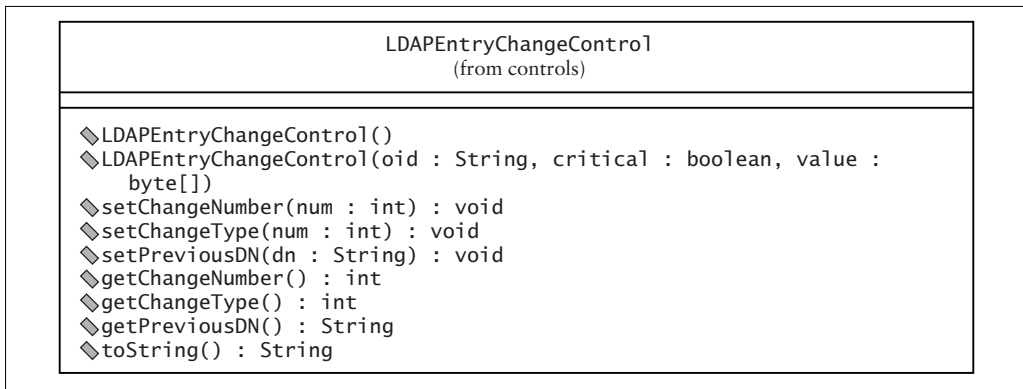 LDAPEntryChangeControl
(from controls)
LDAPEntryChangeControl()
LDAPEntryChangeControl(oid : String, critical : boolean, value :
byte[])
setChangeNumber(num : int) : void
setChangeType(num : int) : void
setPreviousDN(dn : String) : void
getChangeNumber() : int
getChangeType() : int
getPreviousDN() : String
toString() : String